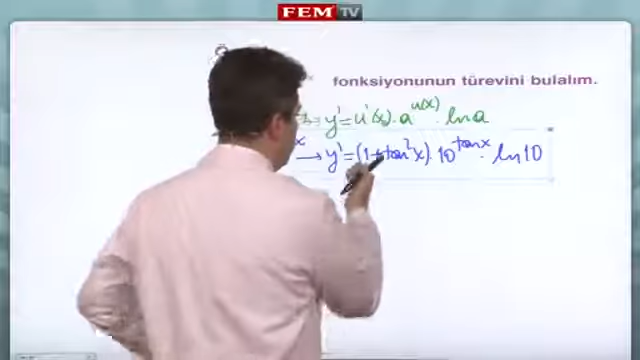 FEM TV
x fonksiyonunun türevini bulalım.
⇒ y' = u'(x) · a^u(x) · ln a
x → y' = (1+tan²x) · 10^tanx · ln 10